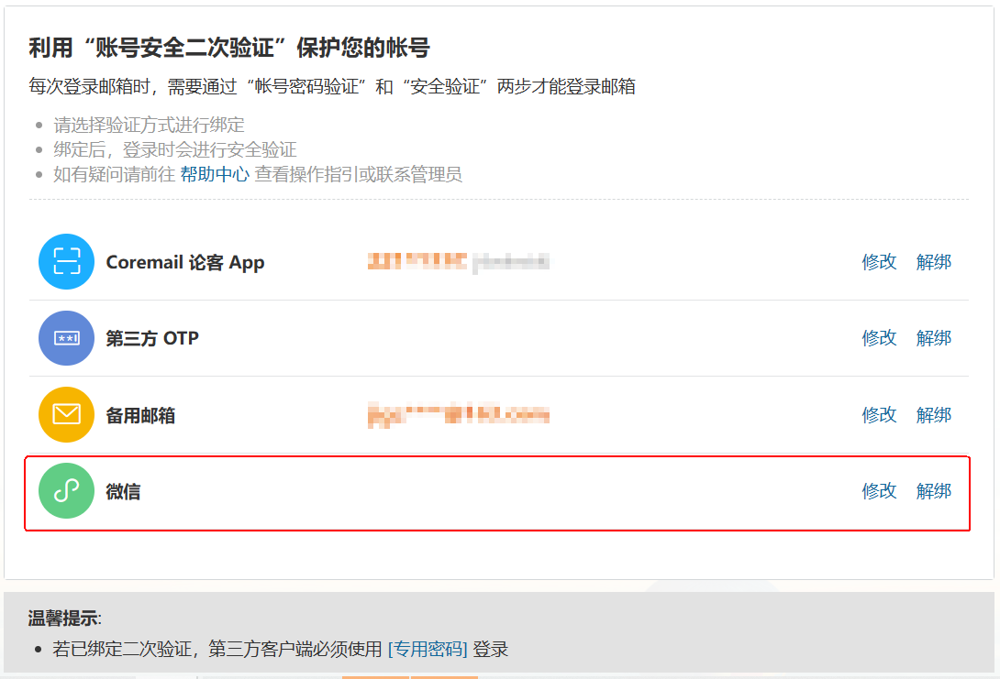 利用“账号安全二次验证”保护您的帐号
每次登录邮箱时，需要通过“帐号密码验证”和“安全验证”两步才能登录邮箱
请选择验证方式进行绑定
绑定后，登录时会进行安全验证
如有疑问请前往 帮助中心 查看操作指引或联系管理员
Coremail 论客 App 修改 解绑
第三方 OTP 修改 解绑
备用邮箱 修改 解绑
微信 修改 解绑
温馨提示:
若已绑定二次验证，第三方客户端必须使用 [专用密码] 登录